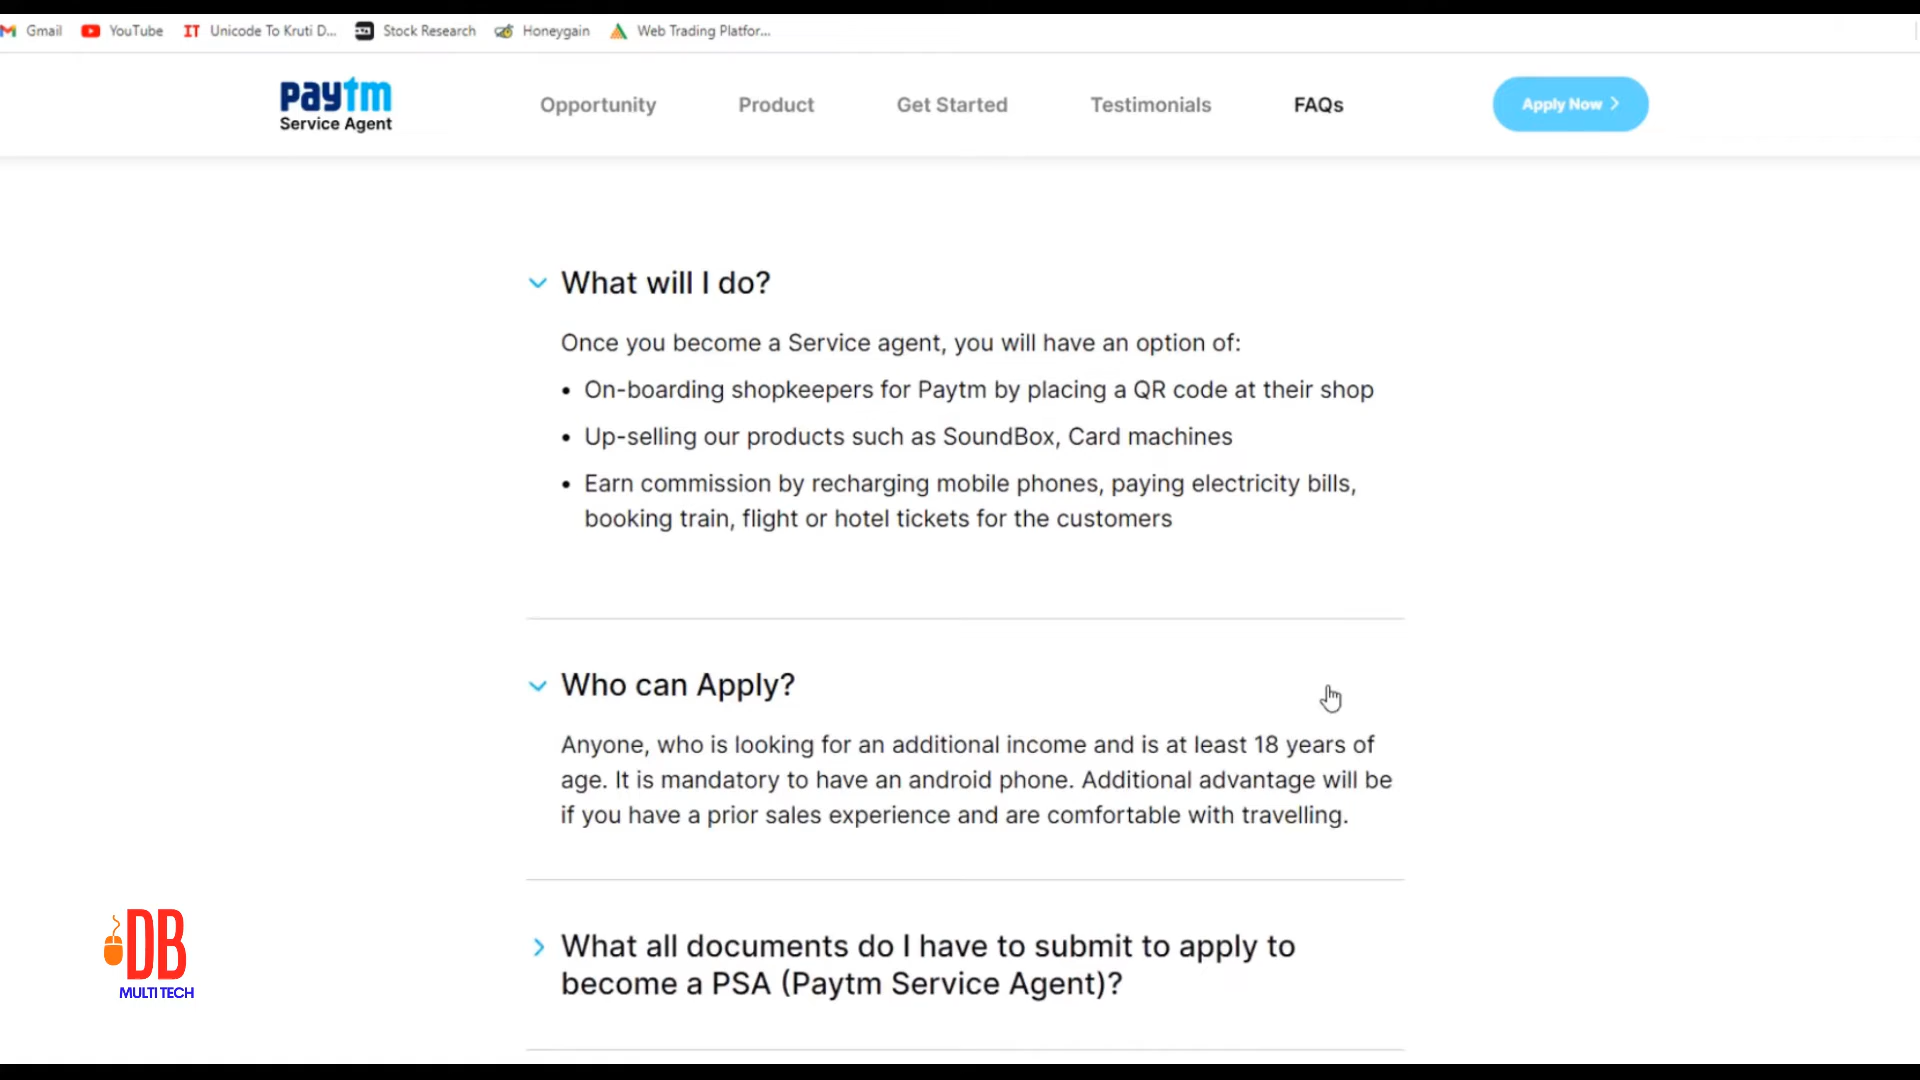 Gmail YouTube IT Unicode To Kruti D... Stock Research Honeygain Web Trading Platfor...
paytm
Service Agent
Opportunity Product Get Started Testimonials FAQs Apply Now
What will I do?
Once you become a Service agent, you will have an option of:
• On-boarding shopkeepers for Paytm by placing a QR code at their shop
• Up-selling our products such as SoundBox, Card machines
• Earn commission by recharging mobile phones, paying electricity bills,
booking train, flight or hotel tickets for the customers
Who can Apply?
Anyone, who is looking for an additional income and is at least 18 years of
age. It is mandatory to have an android phone. Additional advantage will be
if you have a prior sales experience and are comfortable with travelling.
What all documents do I have to submit to apply to
become a PSA (Paytm Service Agent)?
DB
MULTI TECH